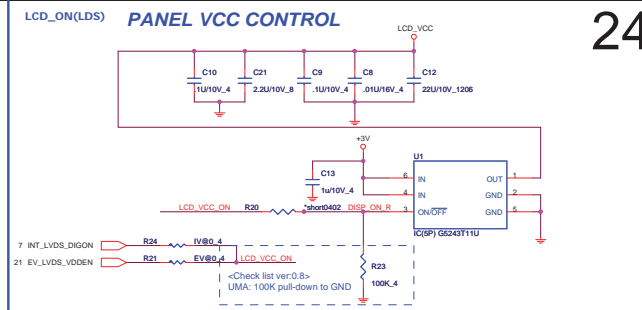 LCD_ON(LDS) PANEL VCC CONTROL
24
LCD_VCC
C10 C21 C9 C8 C12
.1U/10V_4 2.2U/10V_8 .1U/10V_4 .01U/16V_4 22U/10V_1206
+3V
U1
C13
1u/10V_4
6 IN OUT 1
4 IN GND 2
3 ON/OFF GND 5
IC(5P) G5243T11U
LCD_VCC_ON R20 *short0402 DISP_ON_R
7 INT_LVDS_DIGON R24 IV@0_4
21 EV_LVDS_VDDEN R21 EV@0_4 LCD_VCC_ON
R23
100K_4
<Check list ver:0.8>
UMA: 100K pull-down to GND